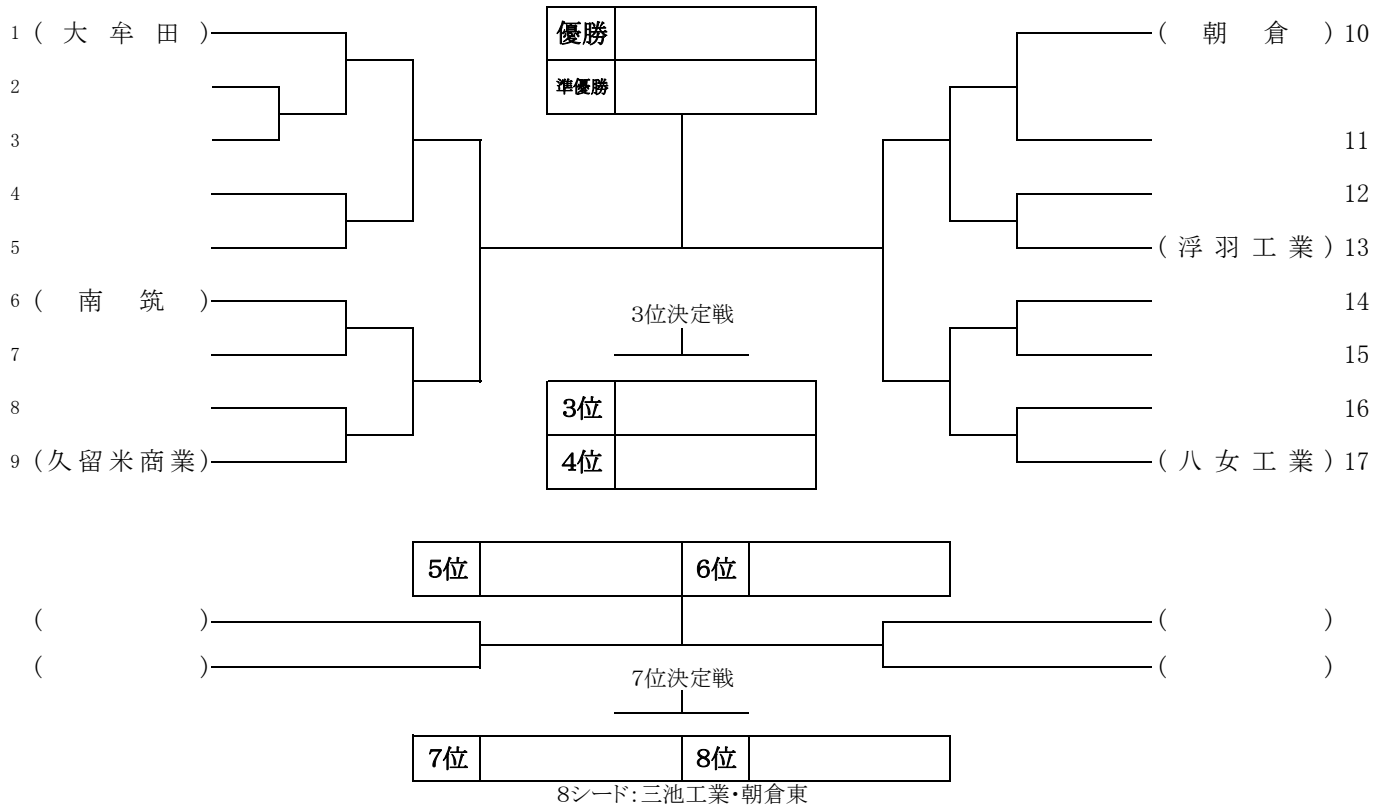 1 ( 大 牟 田 ) 優勝 ( 朝 倉 ) 10
2 準優勝
3 11
4 12
5 ( 浮 羽 工 業 ) 13
6 ( 南 筑 ) 14
3位決定戦
7 15
8 3位 16
9 ( 久 留 米 商 業 ) 4位 ( 八 女 工 業 ) 17
5位 6位
( ) ( )
( ) ( )
7位決定戦
7位 8位
8シード:三池工業・朝倉東